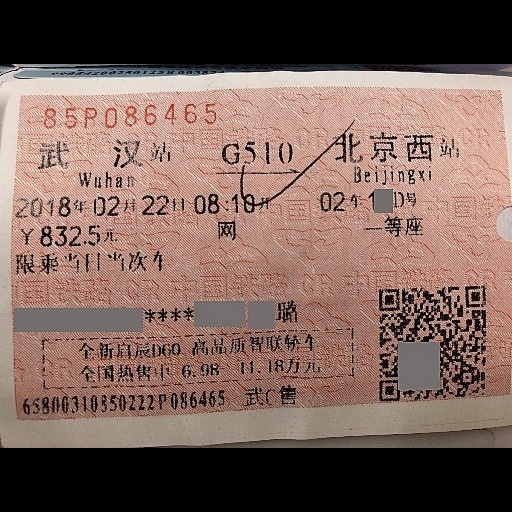 85P086465
武 汉站 G510 北京西站
Wuhan Beijingxi
2018年02月22日08:10开 02车1 D号
￥832.5元 网 一等座
限乘当日当次车
**** 璐
全新启辰D60 高品质智联轿车
全国热售中 6.98-11.18万元
65800310850222P086465 武C售